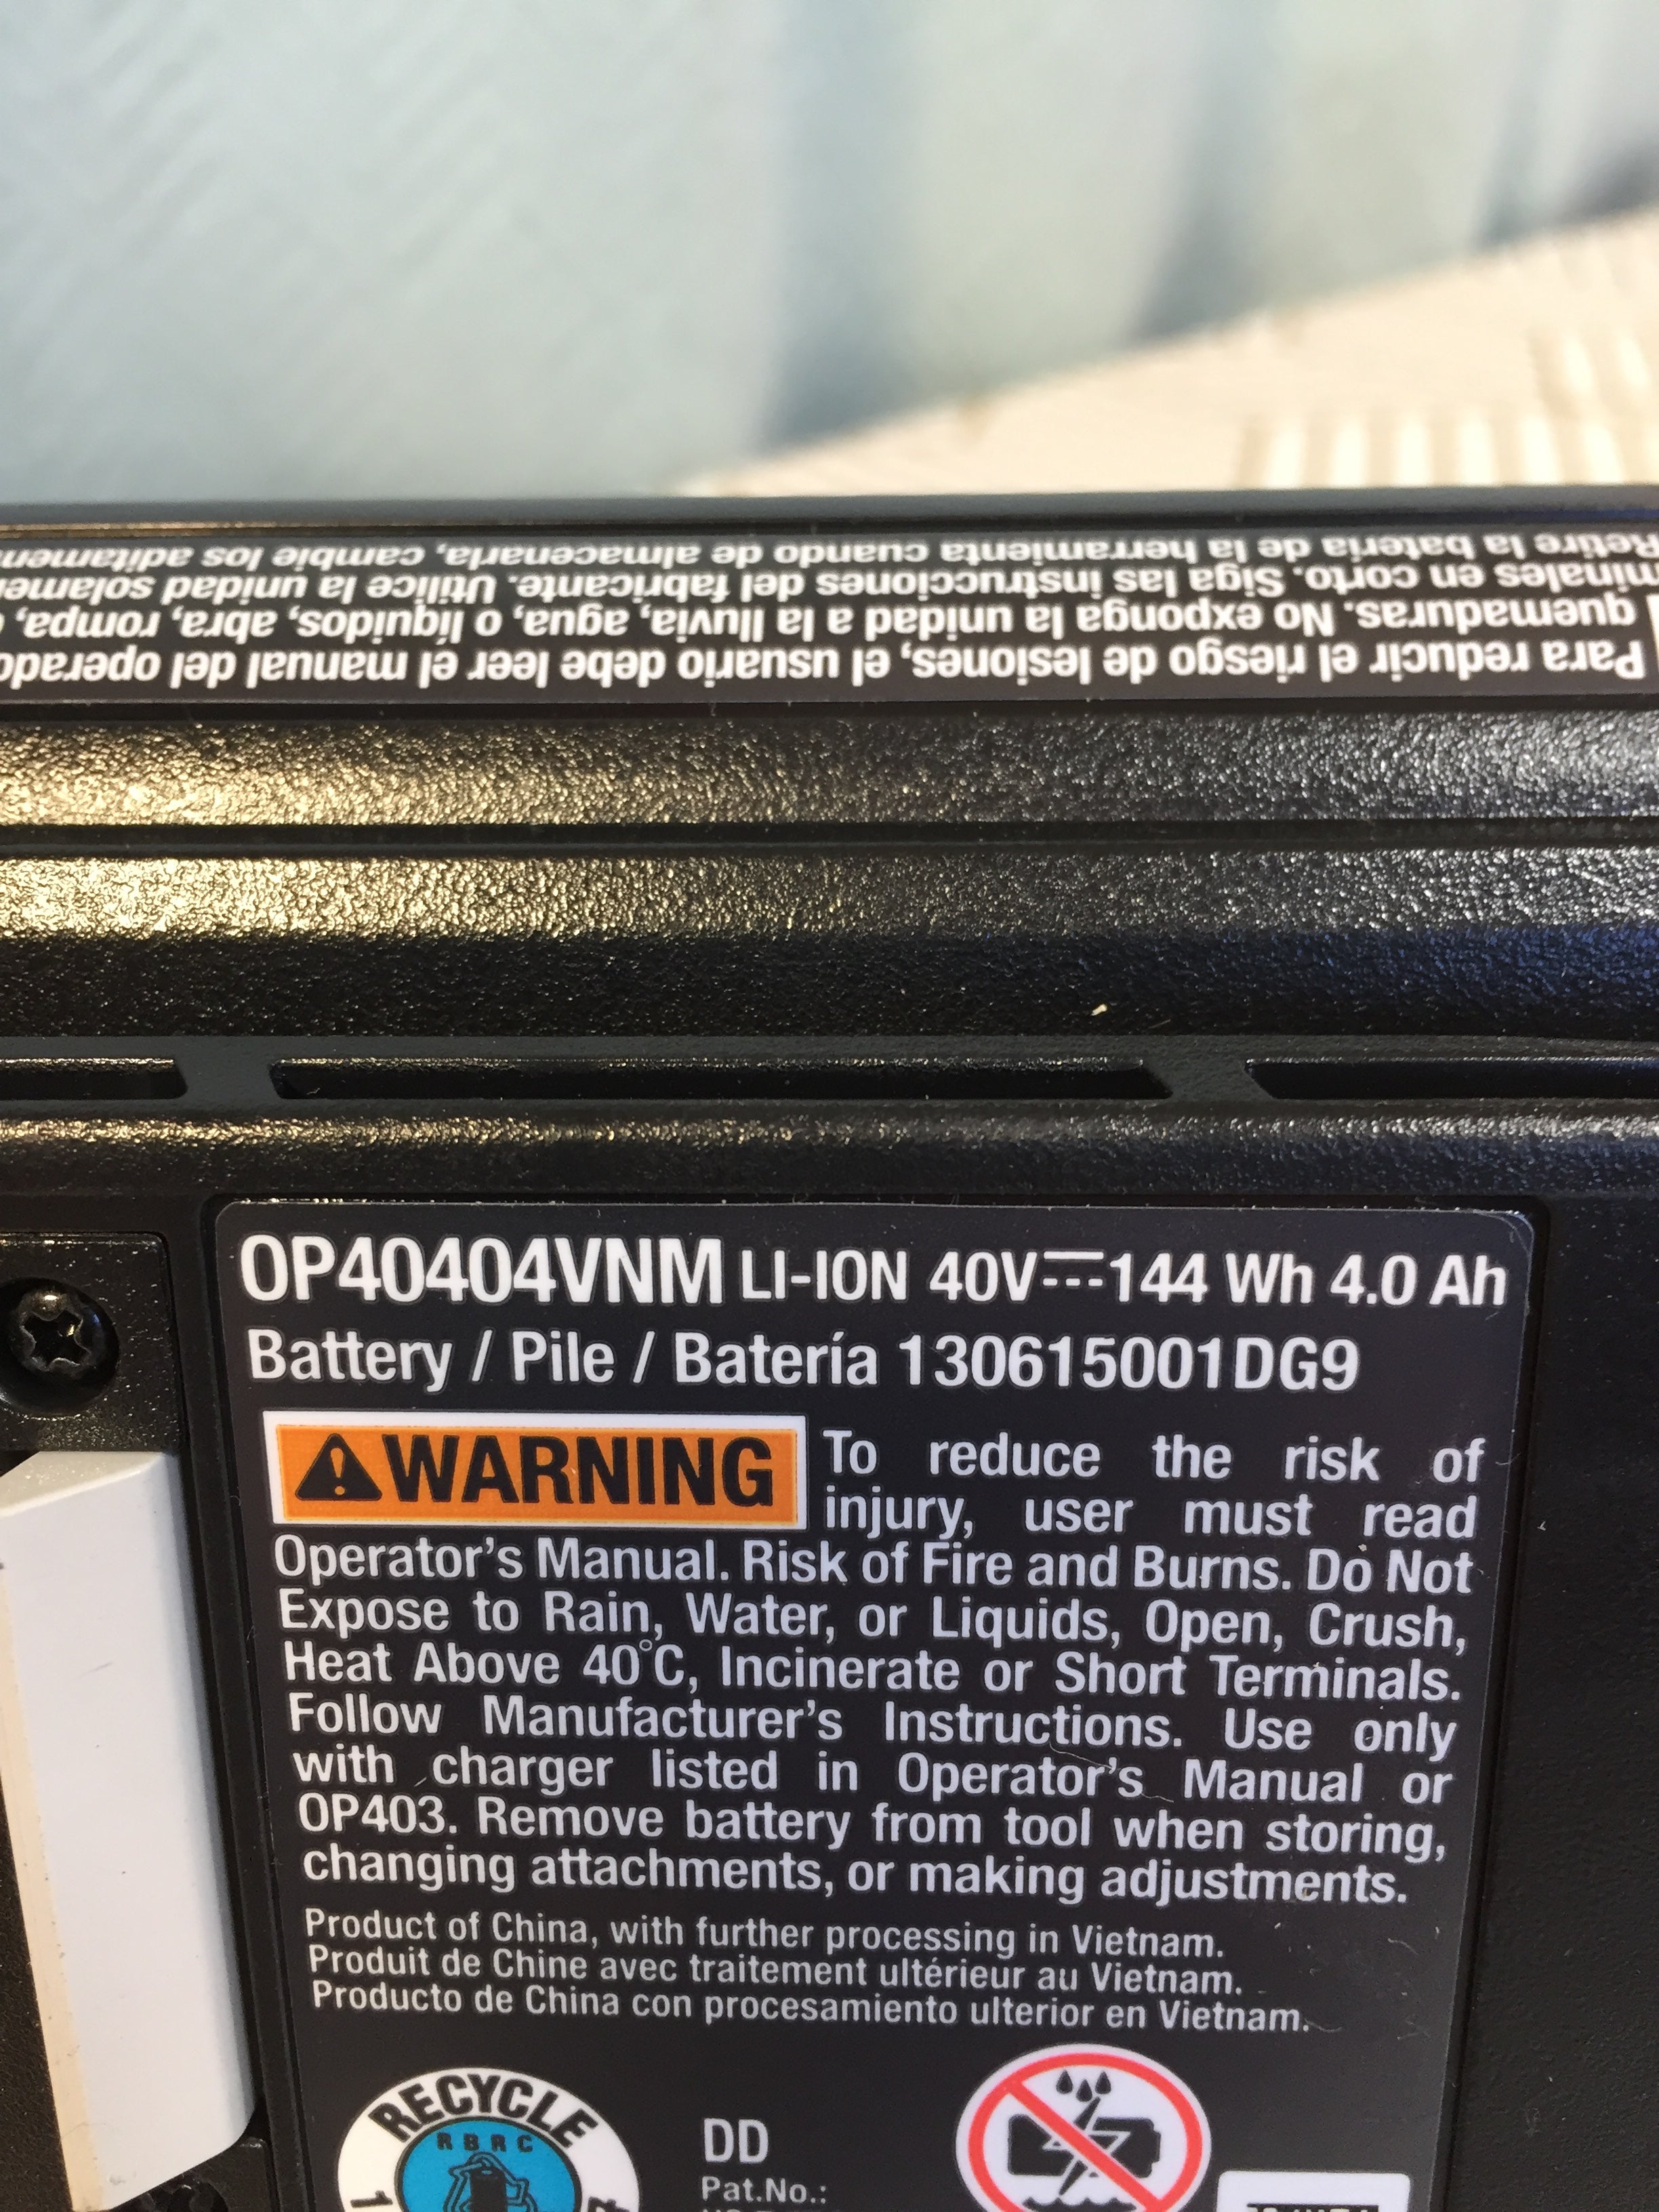 Para reducir el riesgo de lesiones, el usuario debe leer el manual del operado
quemaduras. No exponga la unidad a la lluvia, agua, o líquidos, abra, rompa,
minales en corto. Siga las instrucciones del fabricante. Utilice la unidad solamen
Retire la batería de la herramienta cuando de almacenarla, cambie los aditamen
OP40404VNM LI-ION 40V⎓144 Wh 4.0 Ah
Battery / Pile / Batería 130615001DG9
WARNING To reduce the risk of
injury, user must read
Operator's Manual. Risk of Fire and Burns. Do Not
Expose to Rain, Water, or Liquids, Open, Crush,
Heat Above 40°C, Incinerate or Short Terminals.
Follow Manufacturer's Instructions. Use only
with charger listed in Operator's Manual or
OP403. Remove battery from tool when storing,
changing attachments, or making adjustments.
Product of China, with further processing in Vietnam.
Produit de Chine avec traitement ultérieur au Vietnam.
Producto de China con procesamiento ulterior en Vietnam.
RECYCLE
RBRC
DD
Pat.No.: